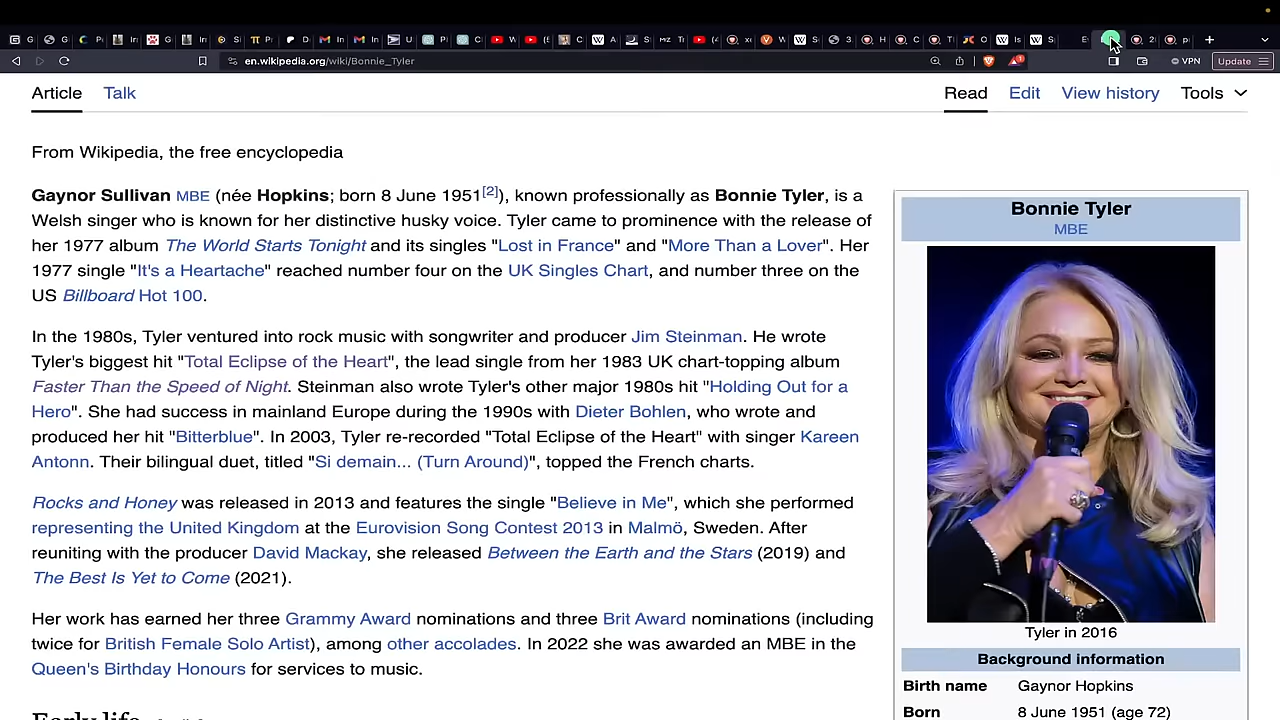 en.wikipedia.org/wiki/Bonnie_Tyler
VPN
Update
Article Talk
Read Edit View history Tools
From Wikipedia, the free encyclopedia
Gaynor Sullivan MBE (née Hopkins; born 8 June 1951[2]), known professionally as Bonnie Tyler, is a
Welsh singer who is known for her distinctive husky voice. Tyler came to prominence with the release of
her 1977 album The World Starts Tonight and its singles "Lost in France" and "More Than a Lover". Her
1977 single "It's a Heartache" reached number four on the UK Singles Chart, and number three on the
US Billboard Hot 100.
In the 1980s, Tyler ventured into rock music with songwriter and producer Jim Steinman. He wrote
Tyler's biggest hit "Total Eclipse of the Heart", the lead single from her 1983 UK chart-topping album
Faster Than the Speed of Night. Steinman also wrote Tyler's other major 1980s hit "Holding Out for a
Hero". She had success in mainland Europe during the 1990s with Dieter Bohlen, who wrote and
produced her hit "Bitterblue". In 2003, Tyler re-recorded "Total Eclipse of the Heart" with singer Kareen
Antonn. Their bilingual duet, titled "Si demain... (Turn Around)", topped the French charts.
Rocks and Honey was released in 2013 and features the single "Believe in Me", which she performed
representing the United Kingdom at the Eurovision Song Contest 2013 in Malmö, Sweden. After
reuniting with the producer David Mackay, she released Between the Earth and the Stars (2019) and
The Best Is Yet to Come (2021).
Her work has earned her three Grammy Award nominations and three Brit Award nominations (including
twice for British Female Solo Artist), among other accolades. In 2022 she was awarded an MBE in the
Queen's Birthday Honours for services to music.
Bonnie Tyler
MBE
Tyler in 2016
Background information
Birth name Gaynor Hopkins
Born 8 June 1951 (age 72)